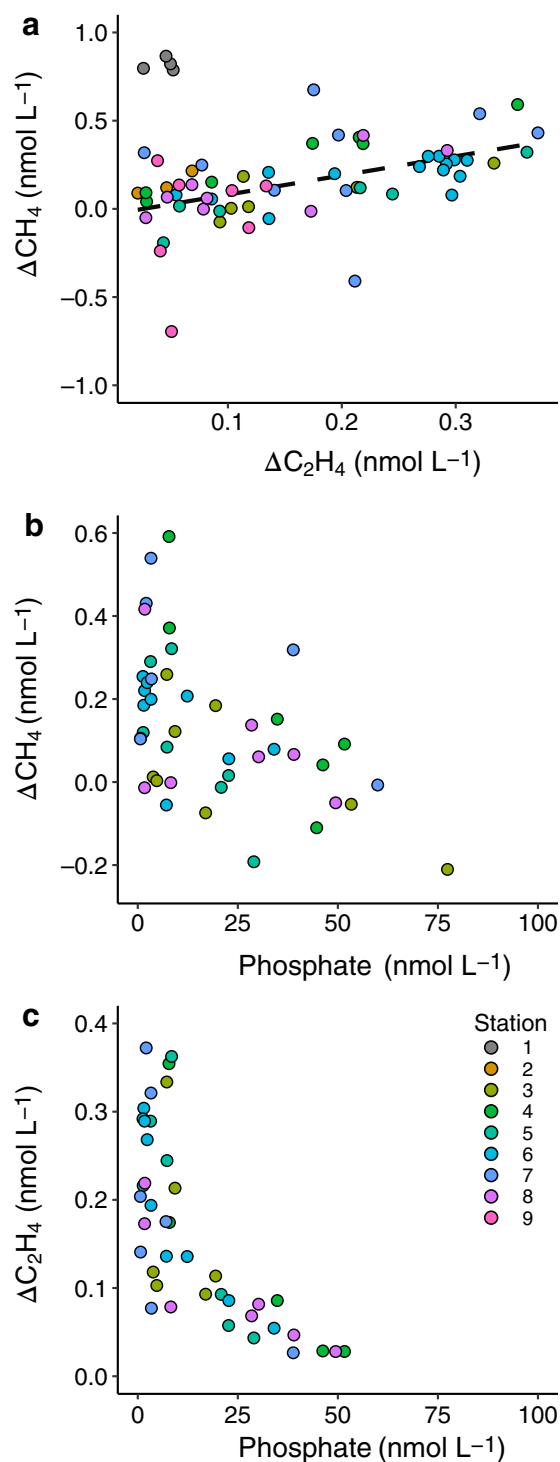 a
1.0
0.5
0.0
−0.5
−1.0
ΔCH₄ (nmol L⁻¹)
0.1 0.2 0.3
ΔC₂H₄ (nmol L⁻¹)
b
0.6
0.4
0.2
0.0
−0.2
ΔCH₄ (nmol L⁻¹)
0 25 50 75 100
Phosphate (nmol L⁻¹)
c
0.4
0.3
0.2
0.1
0.0
ΔC₂H₄ (nmol L⁻¹)
Station
1
2
3
4
5
6
7
8
9
0 25 50 75 100
Phosphate (nmol L⁻¹)